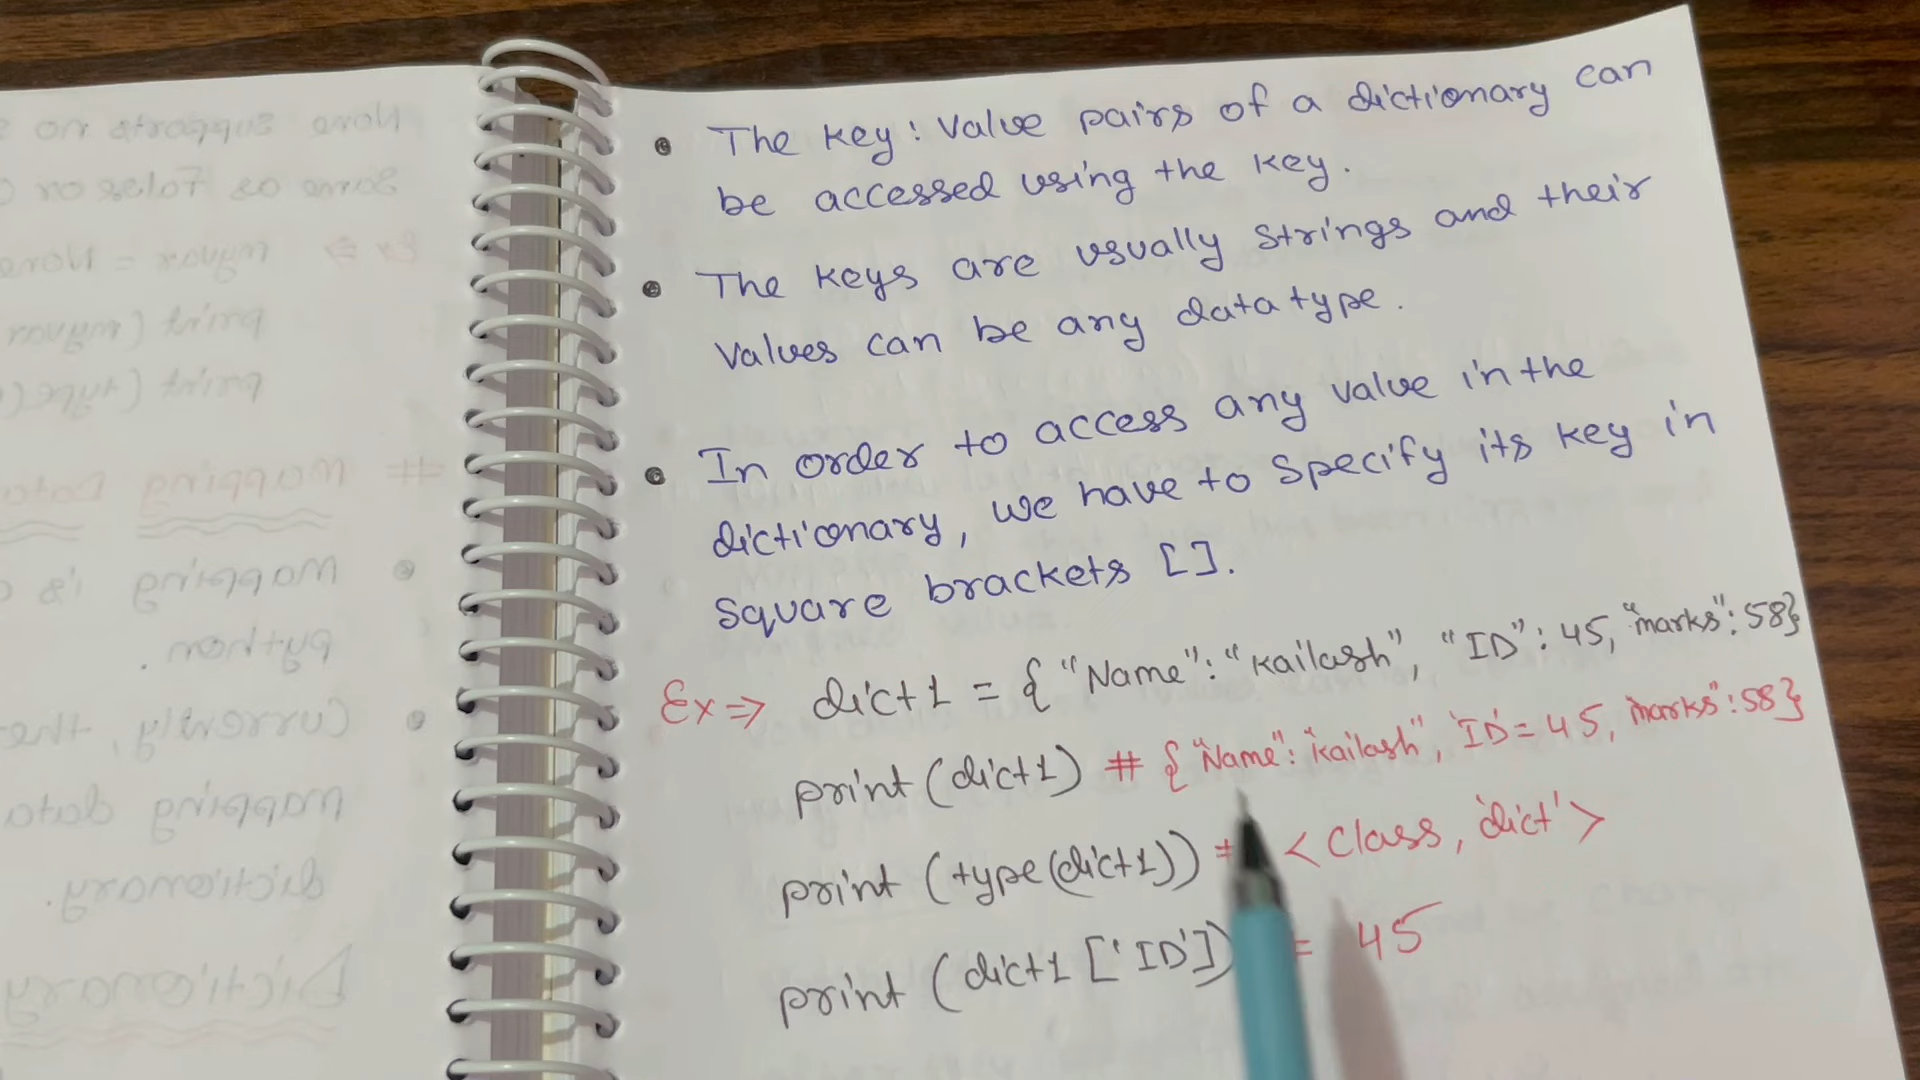 The key: Value pairs of a dictionary can
be accessed using the key.
The keys are usually strings and their
values can be any data type.
In order to access any value in the
dictionary, we have to specify its key in
square brackets [].
Ex ⇒ dict1 = { "Name": "Kailash", "ID": 45, "marks": 58}
print (dict1) # { "Name": "Kailash", 'ID' = 45, "marks": 58}
print (type(dict1)) # < Class, 'dict' >
print (dict1 ['ID']) = 45